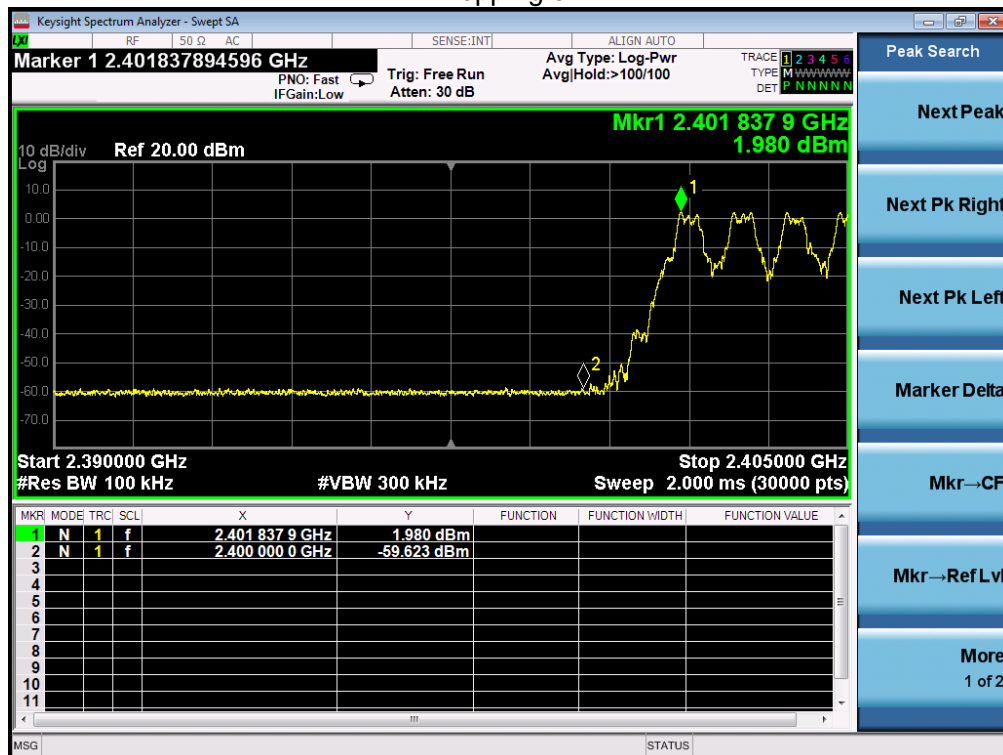 Keysight Spectrum Analyzer - Swept SA
LXI RF 50 Ω AC SENSE:INT ALIGN AUTO
Marker 1 2.401837894596 GHz
PNO: Fast
IFGain:Low
Trig: Free Run
Atten: 30 dB
Avg Type: Log-Pwr
Avg|Hold:>100/100
TRACE 1 2 3 4 5 6
TYPE M WWWWW
DET P N N N N N
Mkr1 2.401 837 9 GHz
1.980 dBm
10 dB/div Ref 20.00 dBm
Log
10.0
0.00
-10.0
-20.0
-30.0
-40.0
-50.0
-60.0
-70.0
1
2
Start 2.390000 GHz Stop 2.405000 GHz
#Res BW 100 kHz #VBW 300 kHz Sweep 2.000 ms (30000 pts)
MKR MODE TRC SCL X Y FUNCTION FUNCTION WIDTH FUNCTION VALUE
1 N 1 f 2.401 837 9 GHz 1.980 dBm
2 N 1 f 2.400 000 0 GHz -59.623 dBm
3
4
5
6
7
8
9
10
11
MSG STATUS
Peak Search
Next Peak
Next Pk Right
Next Pk Left
Marker Delta
Mkr→CF
Mkr→Ref Lvl
More
1 of 2